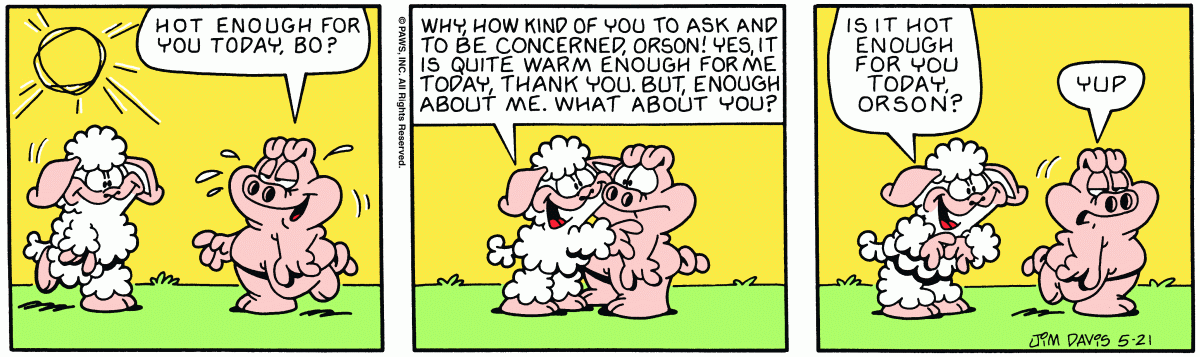 HOT ENOUGH FOR
YOU TODAY, BO?
© PAWS, INC. All Rights Reserved.
WHY, HOW KIND OF YOU TO ASK AND
TO BE CONCERNED, ORSON! YES, IT
IS QUITE WARM ENOUGH FOR ME
TODAY, THANK YOU. BUT, ENOUGH
ABOUT ME. WHAT ABOUT YOU?
IS IT HOT
ENOUGH
FOR YOU
TODAY,
ORSON?
YUP
JIM DAVIS 5-21